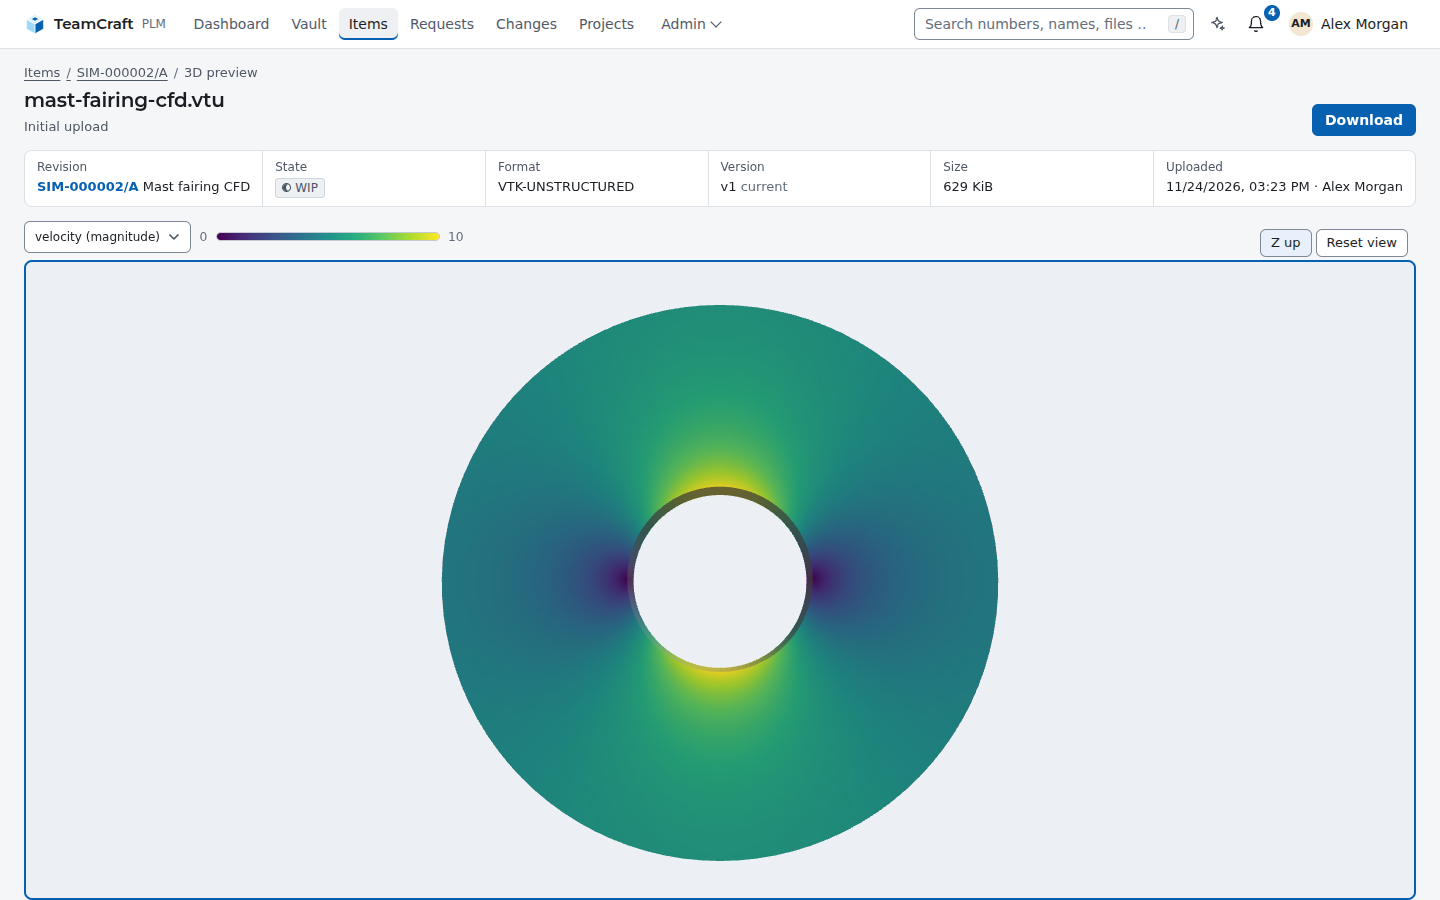 TeamCraft PLM Dashboard Vault Items Requests Changes Projects Admin Search numbers, names, files .. / 4 AM Alex Morgan
Items / SIM-000002/A / 3D preview
mast-fairing-cfd.vtu
Initial upload
Download
Revision State Format Version Size Uploaded
SIM-000002/A Mast fairing CFD WIP VTK-UNSTRUCTURED v1 current 629 KiB 11/24/2026, 03:23 PM · Alex Morgan
velocity (magnitude) 0 10 Z up Reset view